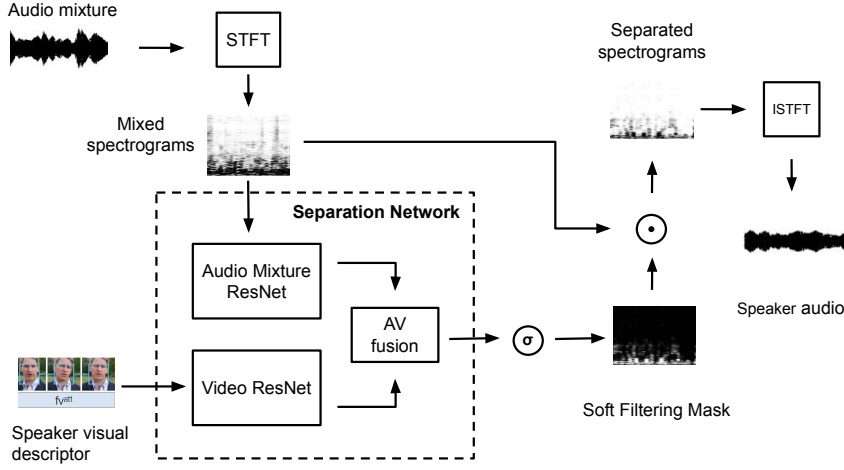 Audio mixture
STFT
Mixed
spectrograms
Separation Network
Audio Mixture
ResNet
Video ResNet
AV
fusion
fvᵃᵗᵗ
Speaker visual
descriptor
σ
Soft Filtering Mask
Separated
spectrograms
ISTFT
Speaker audio